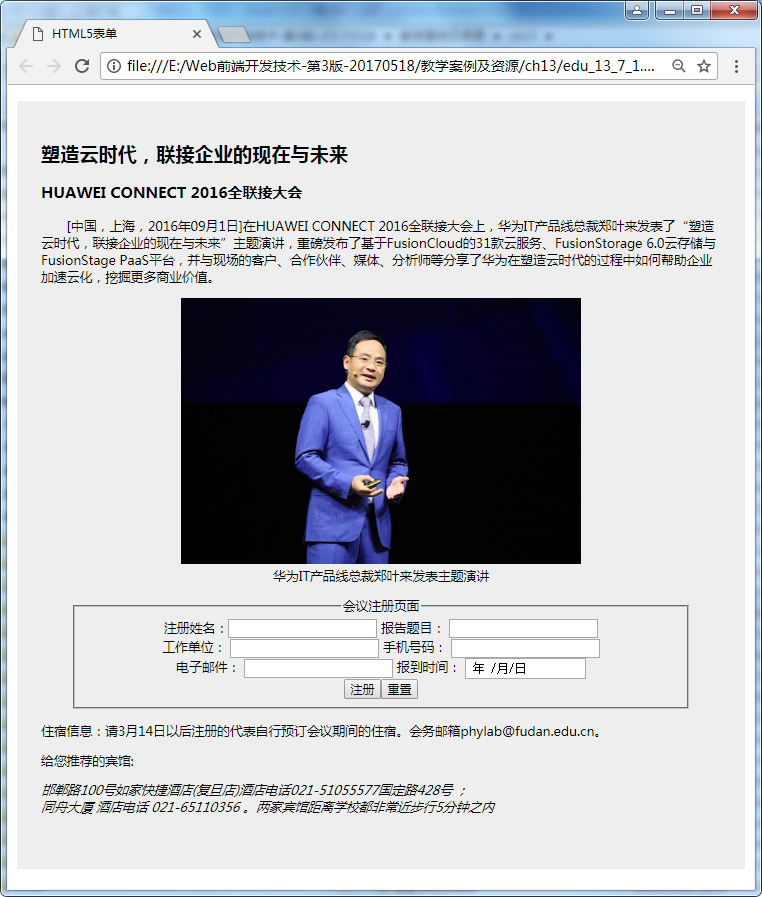 HTML5表单
file:///E:/Web前端开发技术-第3版-20170518/教学案例及资源/ch13/edu_13_7_1....
塑造云时代，联接企业的现在与未来
HUAWEI CONNECT 2016全联接大会
[中国，上海，2016年09月1日]在HUAWEI CONNECT 2016全联接大会上，华为IT产品线总裁郑叶来发表了“塑造
云时代，联接企业的现在与未来”主题演讲，重磅发布了基于FusionCloud的31款云服务、FusionStorage 6.0云存储与
FusionStage PaaS平台，并与现场的客户、合作伙伴、媒体、分析师等分享了华为在塑造云时代的过程中如何帮助企业
加速云化，挖掘更多商业价值。
华为IT产品线总裁郑叶来发表主题演讲
会议注册页面
注册姓名： 报告题目：
工作单位： 手机号码：
电子邮件： 报到时间： 年 /月/日
注册 重置
住宿信息：请3月14日以后注册的代表自行预订会议期间的住宿。会务邮箱phylab@fudan.edu.cn。
给您推荐的宾馆:
邯郸路100号如家快捷酒店(复旦店)酒店电话021-51055577国定路428号 ；
同舟大厦 酒店电话 021-65110356 。两家宾馆距离学校都非常近步行5分钟之内